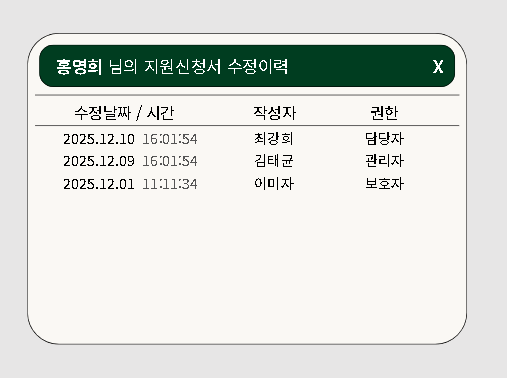 홍영희 님의 지원신청서 수정이력 X
수정날짜 / 시간 작성자 권한
2025.12.10 16:01:54 최강희 담당자
2025.12.09 16:01:54 김태균 관리자
2025.12.01 11:11:34 이미자 보호자